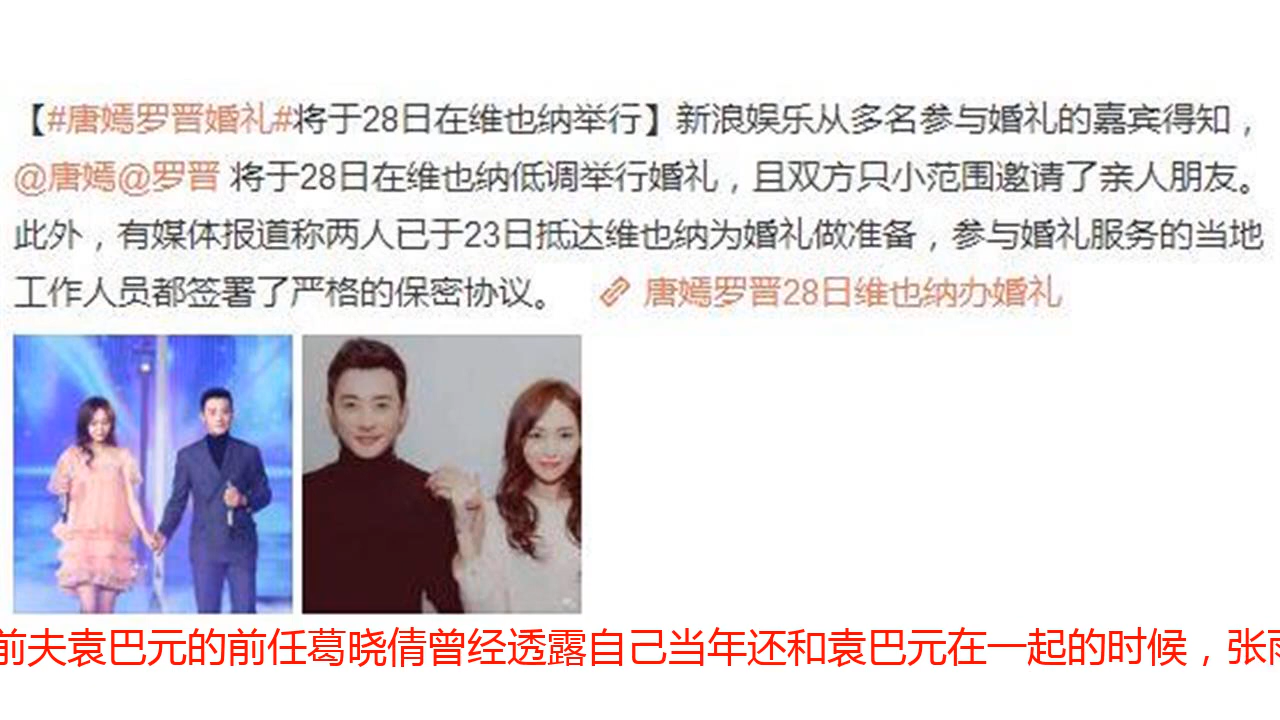 【#唐嫣罗晋婚礼#将于28日在维也纳举行】新浪娱乐从多名参与婚礼的嘉宾得知，
@唐嫣@罗晋 将于28日在维也纳低调举行婚礼，且双方只小范围邀请了亲人朋友。
此外，有媒体报道称两人已于23日抵达维也纳为婚礼做准备，参与婚礼服务的当地
工作人员都签署了严格的保密协议。 唐嫣罗晋28日维也纳办婚礼
前夫袁巴元的前任葛晓倩曾经透露自己当年还和袁巴元在一起的时候，张